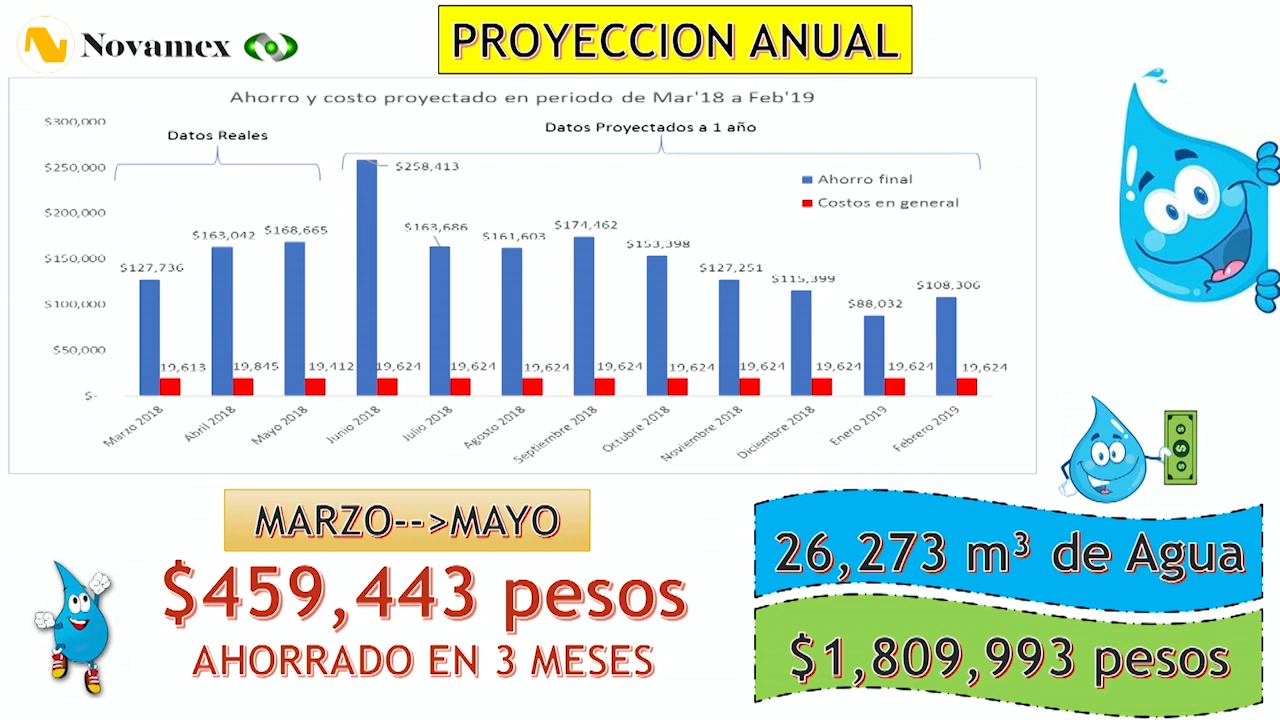 Novamex
PROYECCION ANUAL
Ahorro y costo proyectado en periodo de Mar'18 a Feb'19
Datos Reales
Datos Proyectados a 1 año
Ahorro final
Costos en general
$300,000
$250,000
$200,000
$150,000
$100,000
$50,000
$-
$127,736
$163,042
$168,665
$258,413
$163,686
$161,603
$174,462
$153,398
$127,251
$115,399
$88,032
$108,306
19,613
19,845
19,412
19,624
19,624
19,624
19,624
19,624
19,624
19,624
19,624
19,624
Marzo 2018
Abril 2018
Mayo 2018
Junio 2018
Julio 2018
Agosto 2018
Septiembre 2018
Octubre 2018
Noviembre 2018
Diciembre 2018
Enero 2019
Febrero 2019
MARZO-->MAYO
$459,443 pesos
AHORRADO EN 3 MESES
26,273 m³ de Agua
$1,809,993 pesos